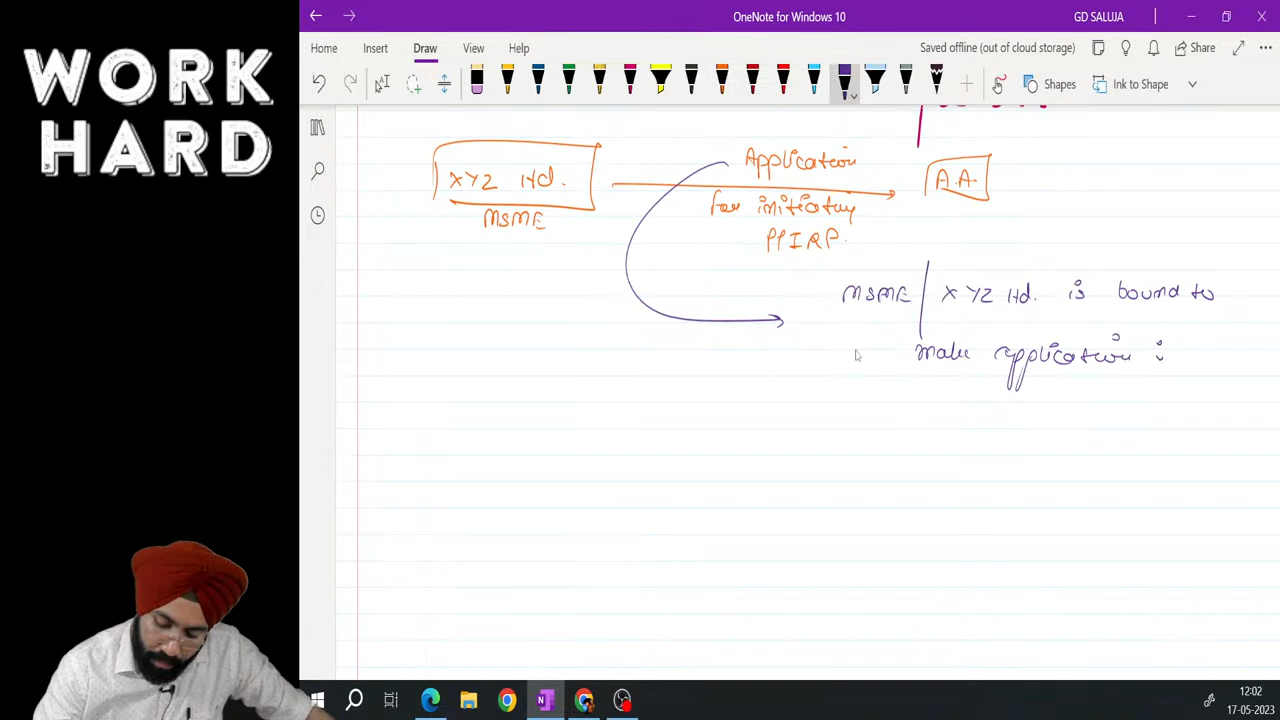 WORK
HARD
OneNote for Windows 10
GD SALUJA
Home Insert Draw View Help
Saved offline (out of cloud storage)
Share
Shapes
Ink to Shape
XYZ Ltd.
MSME
Application
for initiating
PPIRP.
A.A.
MSME | XYZ Ltd. is bound to
make application :
12:02
17-05-2023